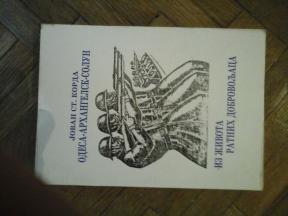 ЈОВАН СТ. КОРДА
ОДЕСА-АРХАНГЕЛСК-СОЛУН
ИЗ ЖИВОТА
РАТНИХ ДОБРОВОЉАЦА